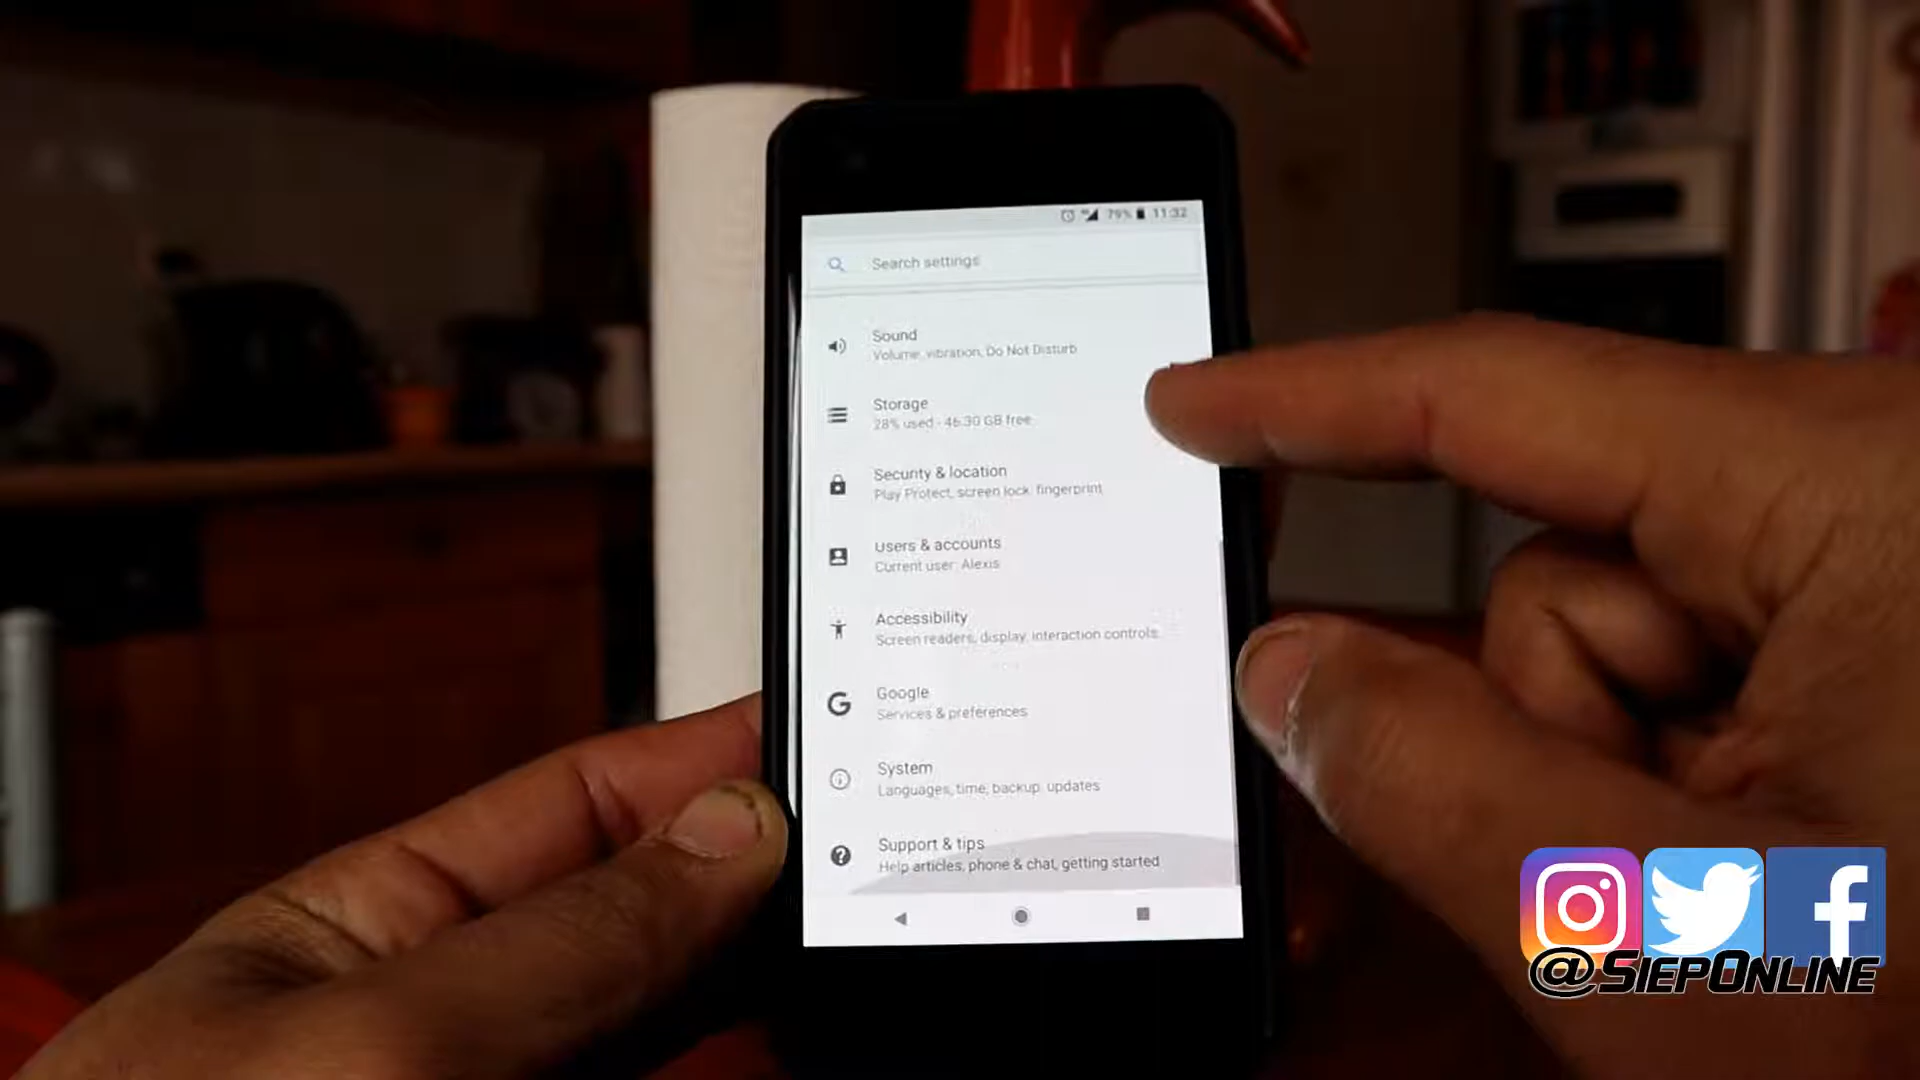 79% 11:32
Search settings
Sound
Volume, vibration, Do Not Disturb
Storage
28% used - 46.30 GB free
Security & location
Play Protect, screen lock, fingerprint
Users & accounts
Current user: Alexis
Accessibility
Screen readers, display, interaction controls
Google
Services & preferences
System
Languages, time, backup, updates
Support & tips
Help articles, phone & chat, getting started
@SiepOnline